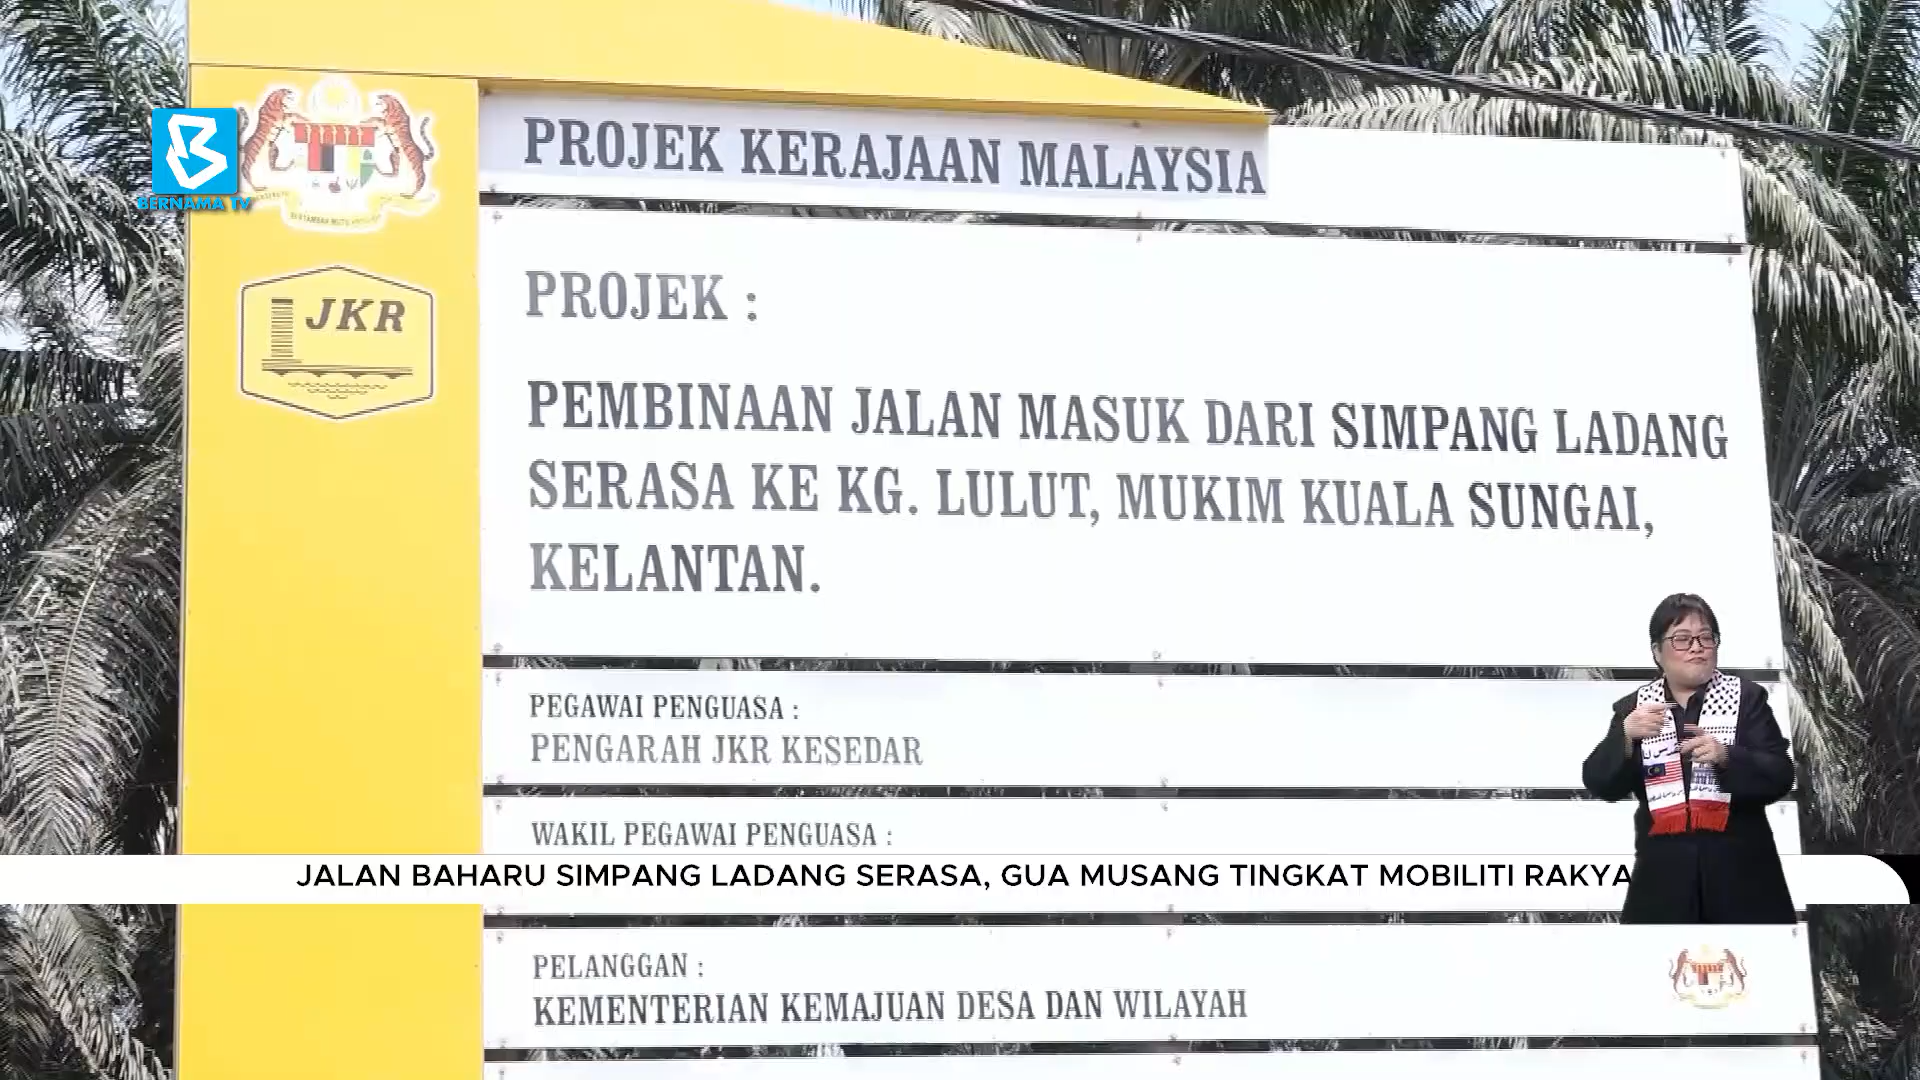 PROJEK KERAJAAN MALAYSIA
BERNAMA TV
JKR
PROJEK :
PEMBINAAN JALAN MASUK DARI SIMPANG LADANG
SERASA KE KG. LULUT, MUKIM KUALA SUNGAI,
KELANTAN.
PEGAWAI PENGUASA :
PENGARAH JKR KESEDAR
WAKIL PEGAWAI PENGUASA :
JALAN BAHARU SIMPANG LADANG SERASA, GUA MUSANG TINGKAT MOBILITI RAKYA
PELANGGAN :
KEMENTERIAN KEMAJUAN DESA DAN WILAYAH